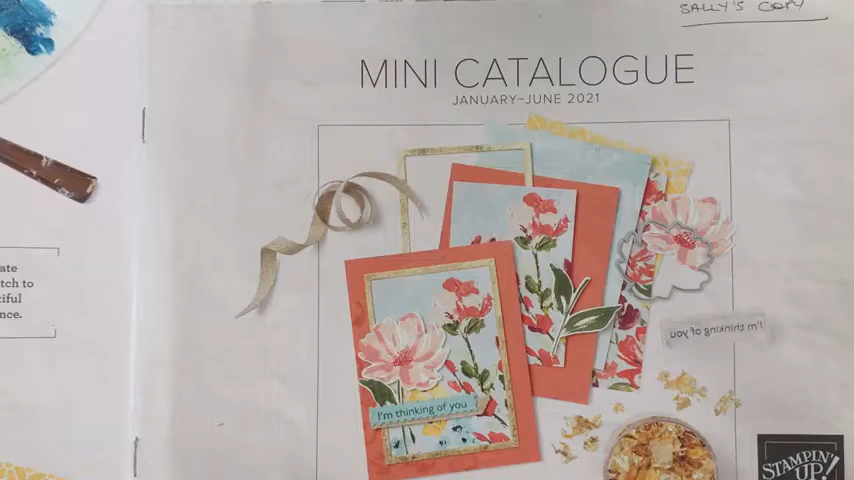 SALLY'S COPY
MINI CATALOGUE
JANUARY–JUNE 2021
ate
tch to
tiful
nce.
I'm thinking of you
I'm thinking of you
STAMPIN'
UP!